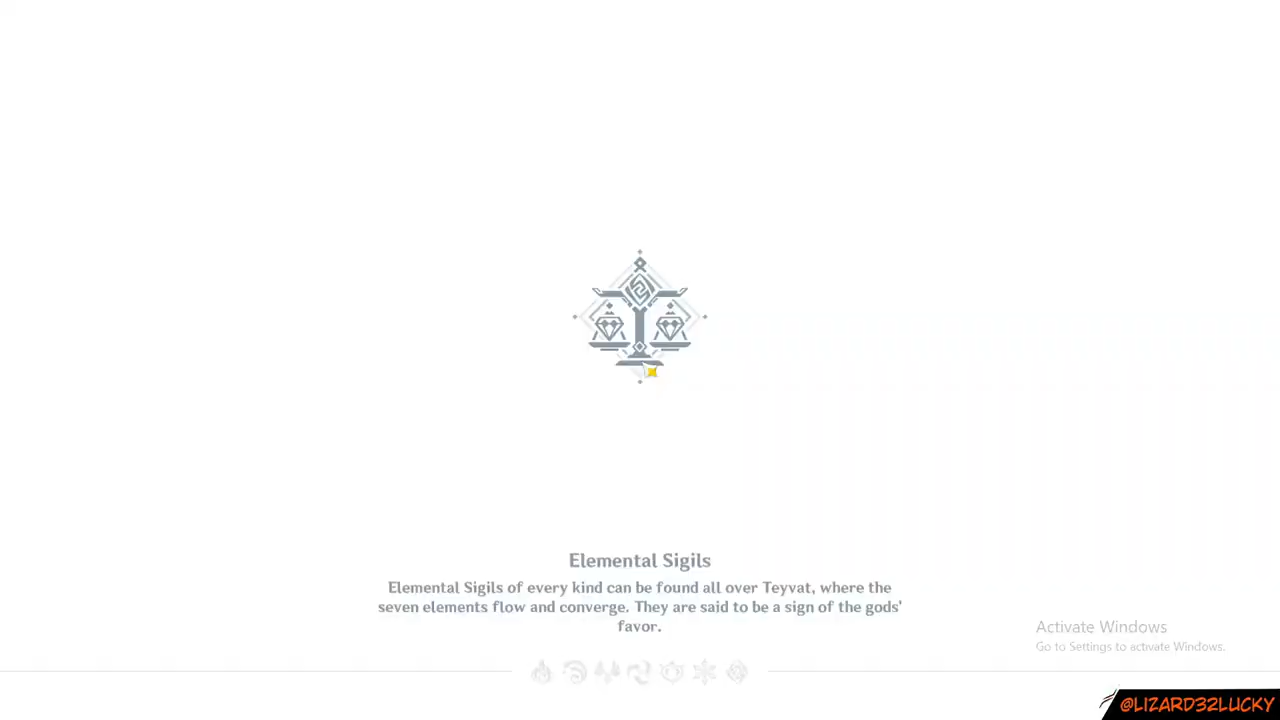 Elemental Sigils
Elemental Sigils of every kind can be found all over Teyvat, where the
seven elements flow and converge. They are said to be a sign of the gods'
favor.
Activate Windows
Go to Settings to activate Windows.
@LIZARD32LUCKY